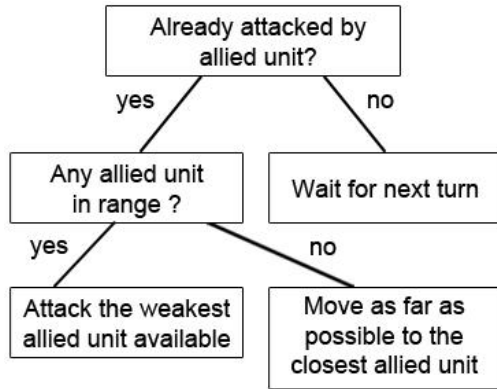 Already attacked by
allied unit?
yes
no
Any allied unit
in range ?
Wait for next turn
yes
no
Attack the weakest
allied unit available
Move as far as
possible to the
closest allied unit